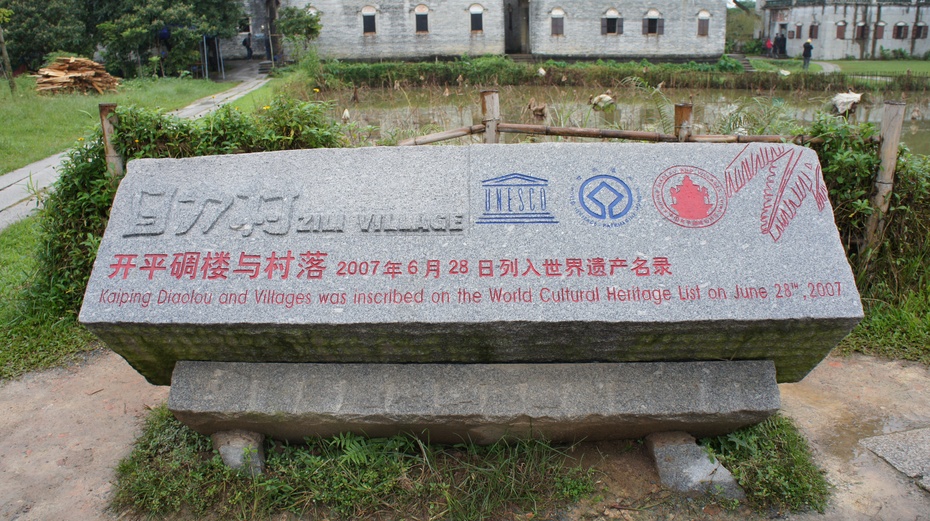 自力村 ZILI VILLAGE
UNESCO
开平碉楼与村落 2007年6月28日列入世界遗产名录
Kaiping Diaolou and Villages was inscribed on the World Cultural Heritage List on June 28th, 2007